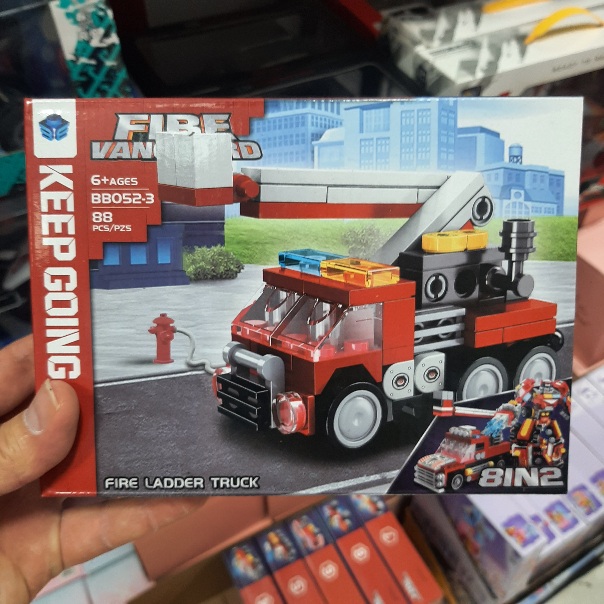 FIRE
VANGUARD
KEEP GOING
6+AGES
BB052-3
88
PCS/PZS
FIRE LADDER TRUCK
8IN2